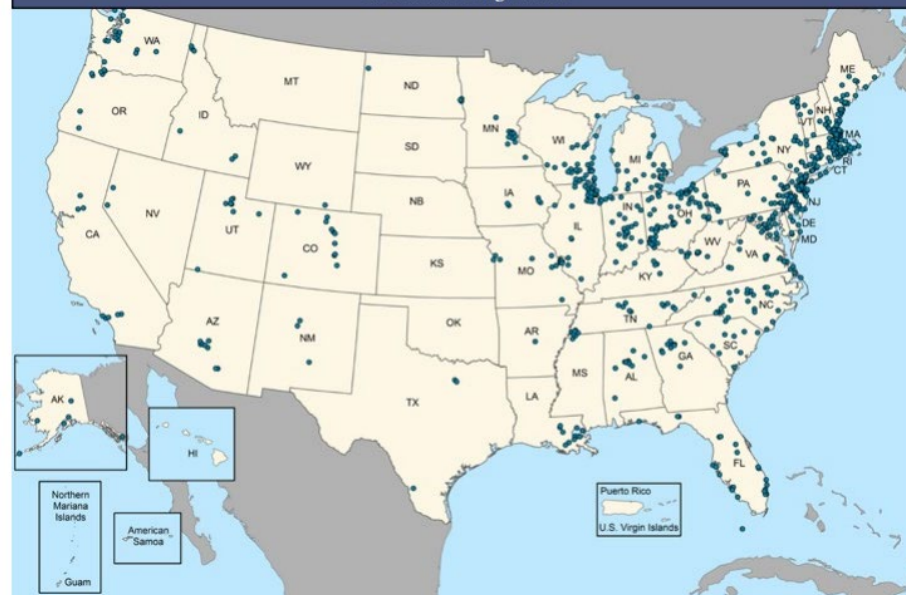 WA
MT
ND
ME
OR
ID
MN
VT
NH
SD
WI
MA
WY
NY
RI
MI
CT
IA
PA
NB
NJ
NV
IN
OH
UT
IL
DE
CA
CO
MD
WV
VA
KS
MO
KY
NC
TN
AZ
OK
NM
AR
SC
MS
AL
GA
TX
LA
AK
HI
FL
Northern
Mariana
Islands
Guam
American
Samoa
Puerto Rico
U.S. Virgin Islands